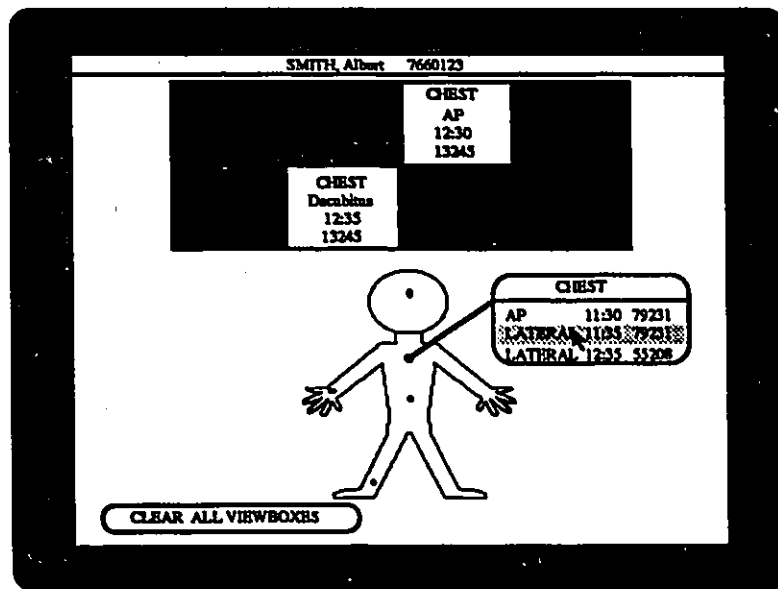 SMITH, Albert 7660123
CHEST
AP
12:30
13245
CHEST
Decubitus
12:35
13245
CHEST
AP 11:30 79231
LATERAL 11:35 79231
LATERAL 12:35 55208
CLEAR ALL VIEWBOXES